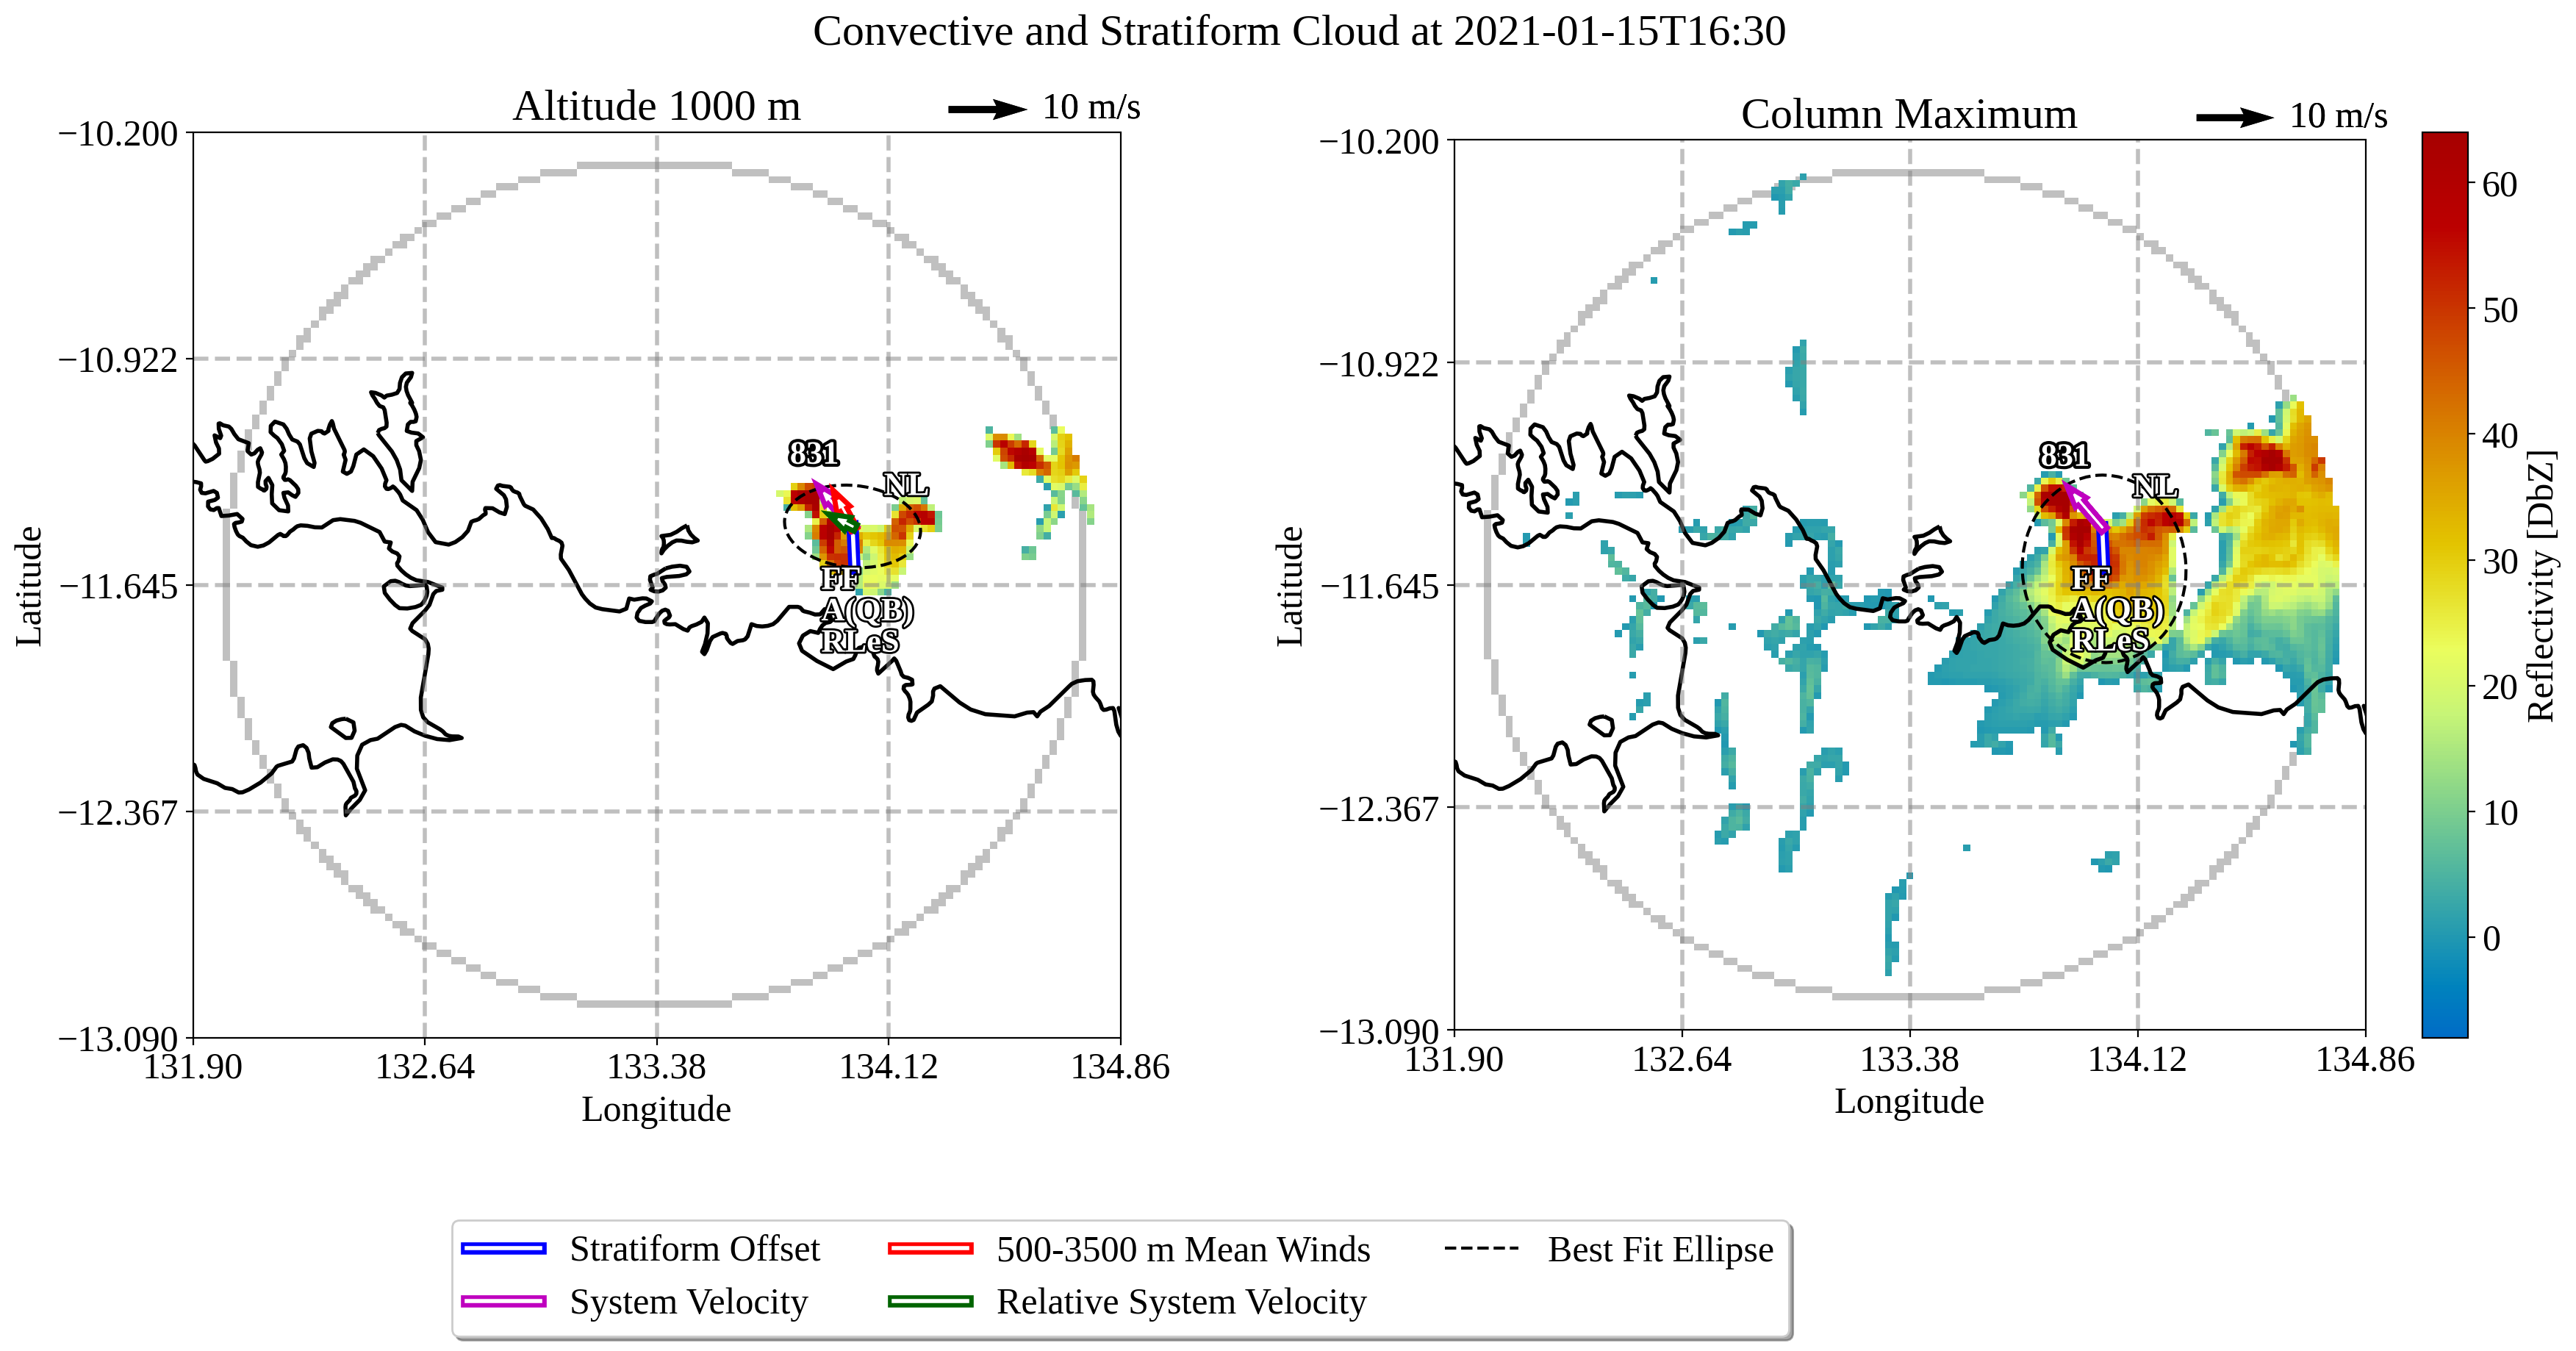 Convective and Stratiform Cloud at 2021-01-15T16:30
Altitude 1000 m
10 m/s
−10.200
−10.922
−11.645
−12.367
−13.090
131.90
132.64
133.38
134.12
134.86
Latitude
Longitude
831
NL
FF
A(QB)
RLeS
Column Maximum
10 m/s
−10.200
−10.922
−11.645
−12.367
−13.090
131.90
132.64
133.38
134.12
134.86
Latitude
Longitude
831
NL
FF
A(QB)
RLeS
60
50
40
30
20
10
0
Reflectivity [DbZ]
Stratiform Offset
System Velocity
500-3500 m Mean Winds
Relative System Velocity
Best Fit Ellipse